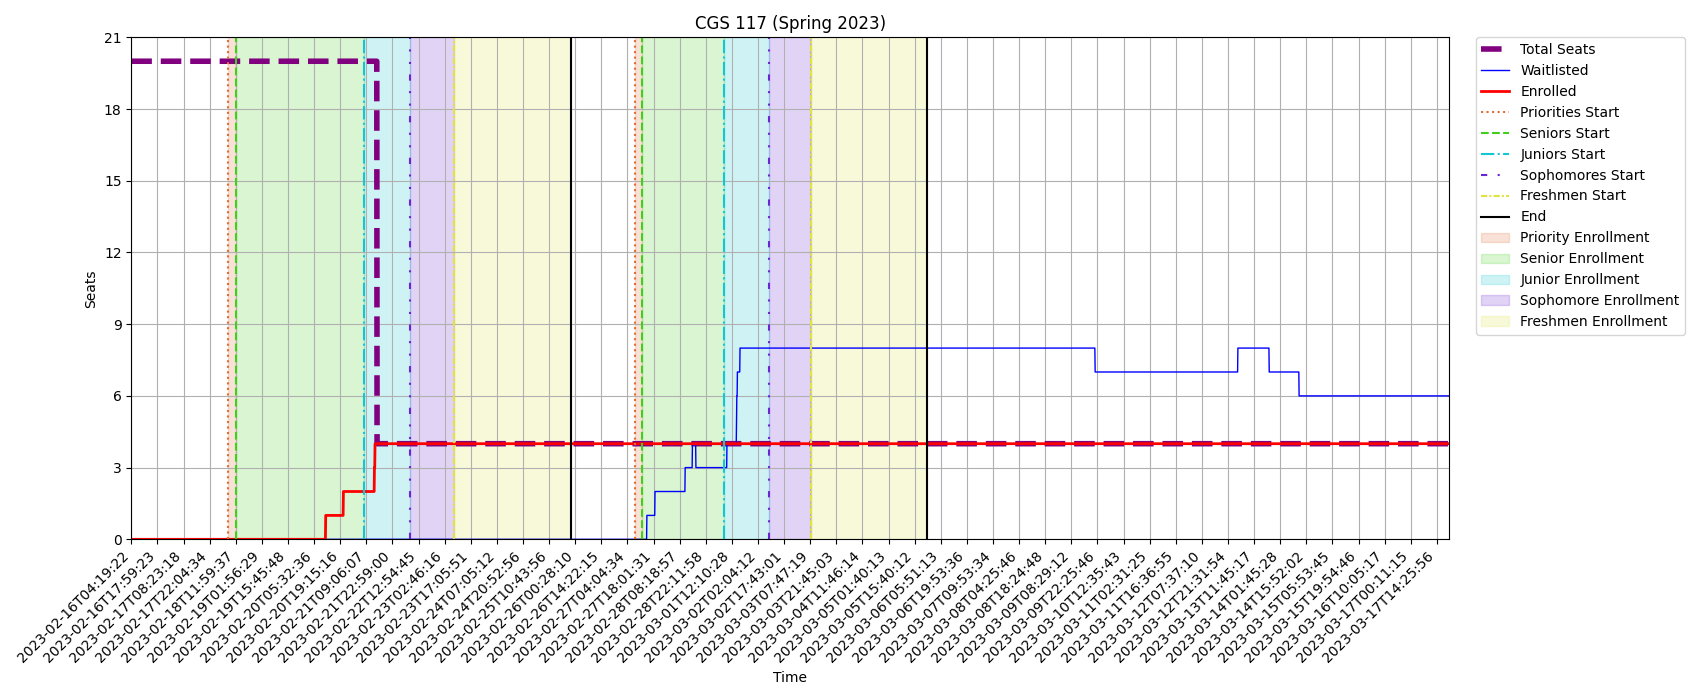 CGS 117 (Spring 2023)
21
18
15
12
9
6
3
0
Seats
2023-02-16T04:19:22
2023-02-16T17:59:23
2023-02-17T08:23:18
2023-02-17T22:04:34
2023-02-18T11:59:37
2023-02-19T01:56:29
2023-02-19T15:45:48
2023-02-20T05:32:36
2023-02-20T19:15:16
2023-02-21T09:06:07
2023-02-21T22:59:00
2023-02-22T12:54:45
2023-02-23T02:46:16
2023-02-23T17:05:51
2023-02-24T07:05:12
2023-02-24T20:52:56
2023-02-25T10:43:56
2023-02-26T00:28:10
2023-02-26T14:22:15
2023-02-27T04:04:34
2023-02-27T18:01:31
2023-02-28T08:18:57
2023-02-28T22:11:58
2023-03-01T12:10:28
2023-03-02T02:04:12
2023-03-02T17:43:01
2023-03-03T07:47:19
2023-03-03T21:45:03
2023-03-04T11:46:14
2023-03-05T01:40:13
2023-03-05T15:40:12
2023-03-06T05:51:13
2023-03-06T19:53:36
2023-03-07T09:53:34
2023-03-08T04:25:46
2023-03-08T18:24:48
2023-03-09T08:29:12
2023-03-09T22:25:46
2023-03-10T12:35:43
2023-03-11T02:31:25
2023-03-11T16:36:55
2023-03-12T07:37:10
2023-03-12T21:31:54
2023-03-13T11:45:17
2023-03-14T01:45:28
2023-03-14T15:52:02
2023-03-15T05:53:45
2023-03-15T19:54:46
2023-03-16T10:05:17
2023-03-17T00:11:15
2023-03-17T14:25:56
Time
Total Seats
Waitlisted
Enrolled
Priorities Start
Seniors Start
Juniors Start
Sophomores Start
Freshmen Start
End
Priority Enrollment
Senior Enrollment
Junior Enrollment
Sophomore Enrollment
Freshmen Enrollment